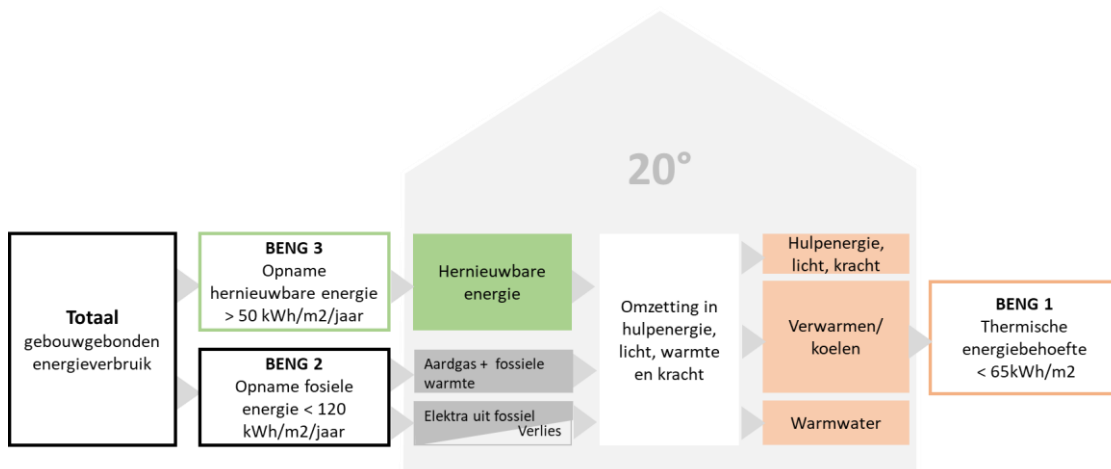 20°
Totaal
gebouwgebonden
energieverbruik
BENG 3
Opname
hernieuwbare energie
> 50 kWh/m2/jaar
BENG 2
Opname fosiele
energie < 120
kWh/m2/jaar
Hernieuwbare
energie
Aardgas + fossiele
warmte
Elektra uit fossiel
Verlies
Omzetting in
hulpenergie,
licht, warmte
en kracht
Hulpenergie,
licht, kracht
Verwarmen/
koelen
Warmwater
BENG 1
Thermische
energiebehoefte
< 65kWh/m2